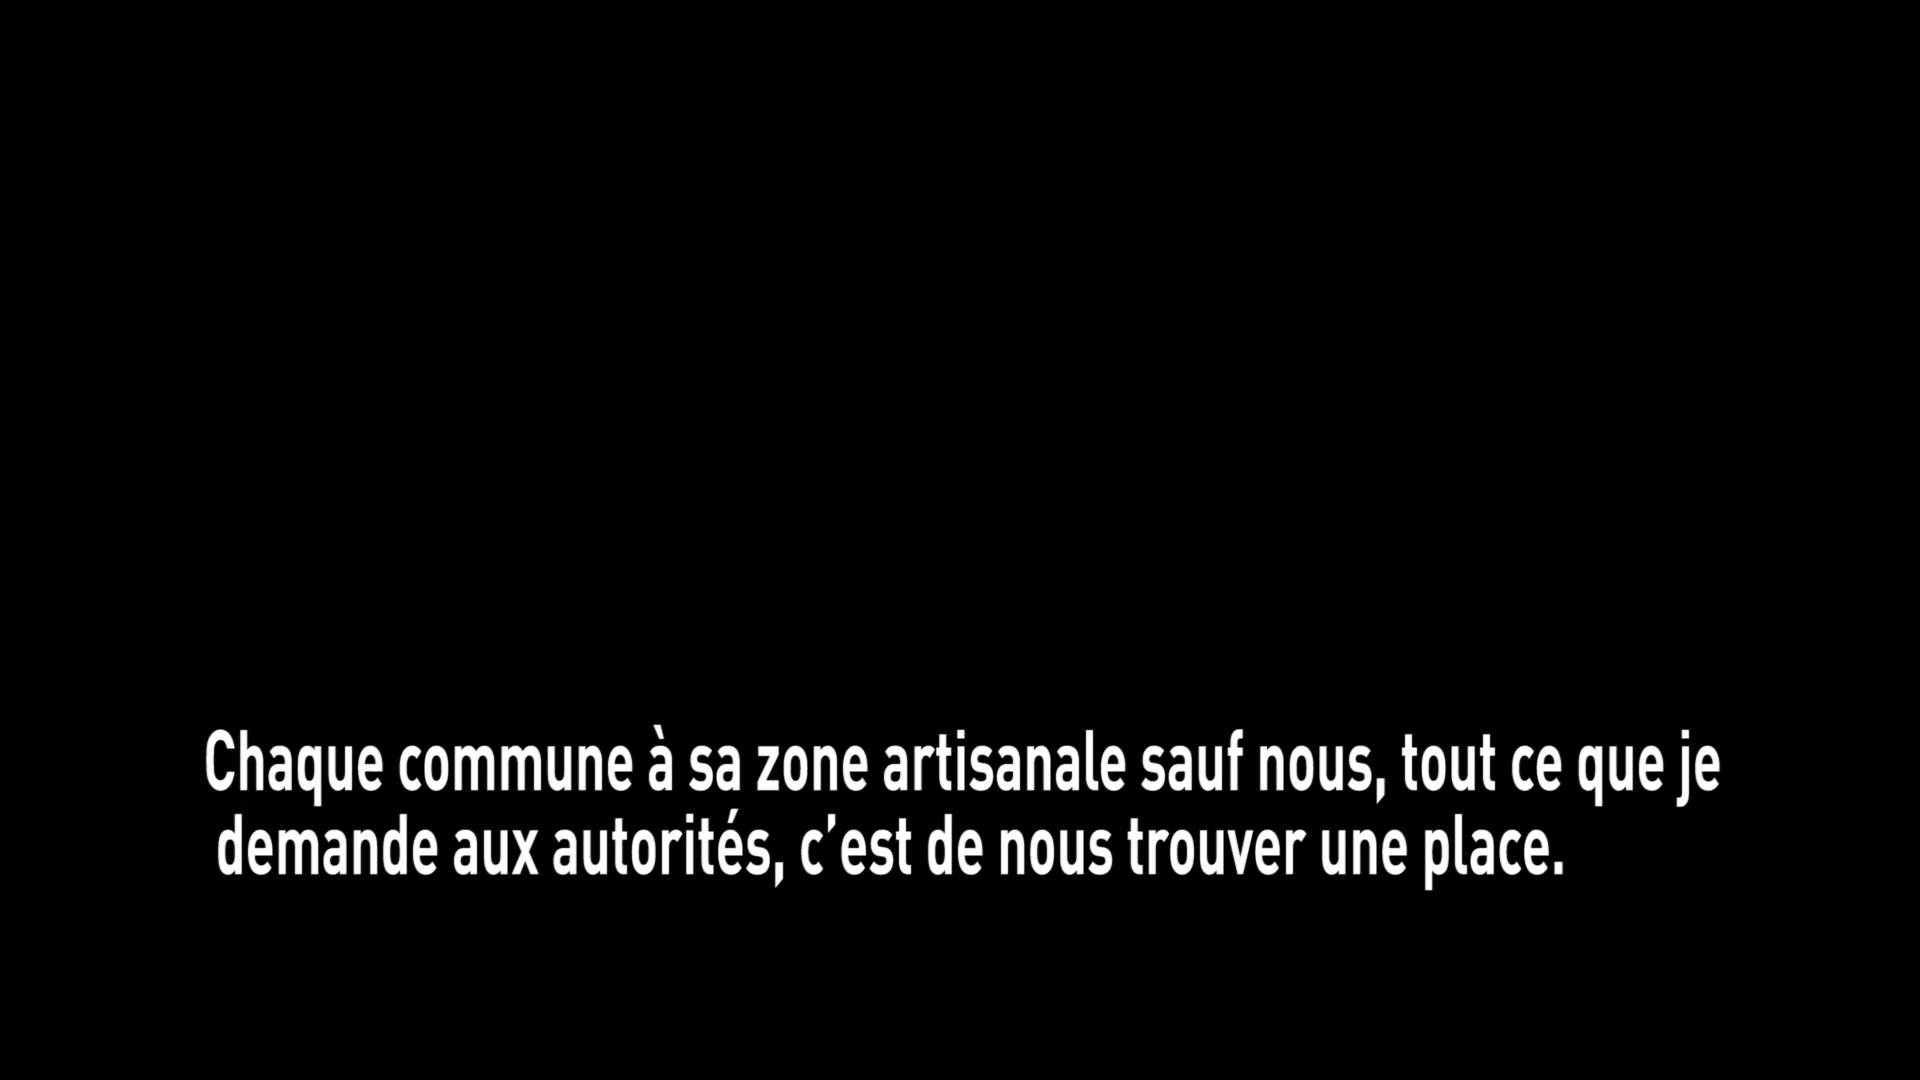 Chaque commune à sa zone artisanale sauf nous, tout ce que je
demande aux autorités, c’est de nous trouver une place.